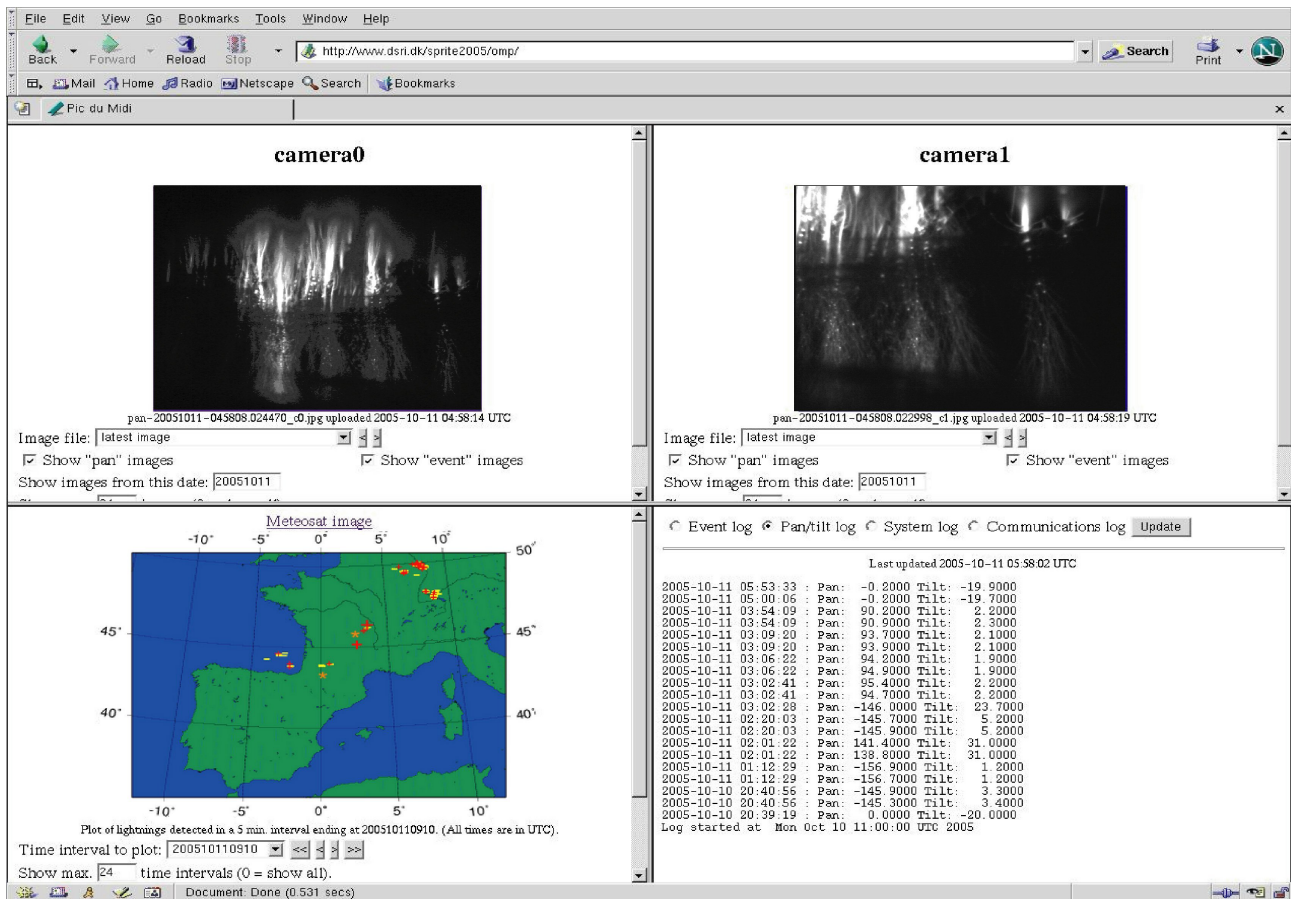 File Edit View Go Bookmarks Tools Window Help
Back Forward Reload Stop http://www.dsri.dk/sprite2005/omp/ Search Print N
Mail Home Radio Netscape Search Bookmarks
Pic du Midi
camera0
pan-20051011-045808.024470_c0.jpg uploaded 2005-10-11 04:58:14 UTC
Image file: latest image < >
Show "pan" images Show "event" images
Show images from this date: 20051011
camera1
pan-20051011-045808.022998_c1.jpg uploaded 2005-10-11 04:58:19 UTC
Image file: latest image < >
Show "pan" images Show "event" images
Show images from this date: 20051011
Meteosat image
-10° -5° 0° 5° 10°
50°
45° 45°
40° 40°
-10° -5° 0° 5° 10°
Plot of lightnings detected in a 5 min. interval ending at 200510110910. (All times are in UTC).
Time interval to plot: 200510110910 << < > >>
Show max. 24 time intervals (0 = show all).
Event log Pan/tilt log System log Communications log Update
Last updated 2005-10-11 05:58:02 UTC
2005-10-11 05:53:33 : Pan: -0.2000 Tilt: -19.9000
2005-10-11 05:00:06 : Pan: -0.2000 Tilt: -19.7000
2005-10-11 03:54:09 : Pan: 90.2000 Tilt: 2.2000
2005-10-11 03:54:09 : Pan: 90.9000 Tilt: 2.3000
2005-10-11 03:09:20 : Pan: 93.7000 Tilt: 2.1000
2005-10-11 03:09:20 : Pan: 93.9000 Tilt: 2.1000
2005-10-11 03:06:22 : Pan: 94.2000 Tilt: 1.9000
2005-10-11 03:06:22 : Pan: 94.9000 Tilt: 1.9000
2005-10-11 03:02:41 : Pan: 95.4000 Tilt: 2.2000
2005-10-11 03:02:41 : Pan: 94.7000 Tilt: 2.2000
2005-10-11 03:02:28 : Pan: -146.0000 Tilt: 23.7000
2005-10-11 02:20:03 : Pan: -145.7000 Tilt: 5.2000
2005-10-11 02:20:03 : Pan: -145.9000 Tilt: 5.2000
2005-10-11 02:01:22 : Pan: 141.4000 Tilt: 31.0000
2005-10-11 02:01:22 : Pan: 138.8000 Tilt: 31.0000
2005-10-11 01:12:29 : Pan: -156.9000 Tilt: 1.2000
2005-10-11 01:12:29 : Pan: -156.7000 Tilt: 1.2000
2005-10-10 20:40:56 : Pan: -145.9000 Tilt: 3.3000
2005-10-10 20:40:56 : Pan: -145.3000 Tilt: 3.4000
2005-10-10 20:39:19 : Pan: 0.0000 Tilt: -20.0000
Log started at Mon Oct 10 11:00:00 UTC 2005
Document: Done (0.531 secs)